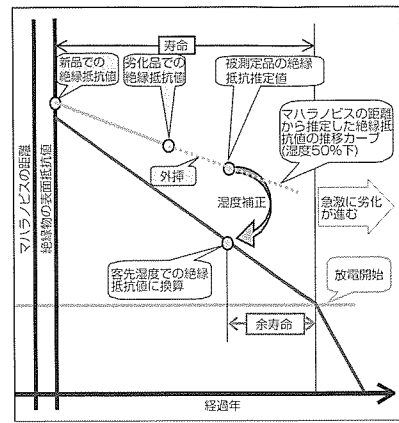 寿命
新品での
絶縁抵抗値
劣化品で
の絶縁抵抗値
被測定品の絶縁
抵抗推定値
マハラノビスの距離
から推定した絶縁抵
抗値の推移カーブ
(湿度50%下)
外挿
湿度補正
急激に劣化
が進む
客先湿度での絶縁
抵抗値に換算
放電開始
余寿命
経過年
マハラノビスの距離
絶縁物の表面抵抗値